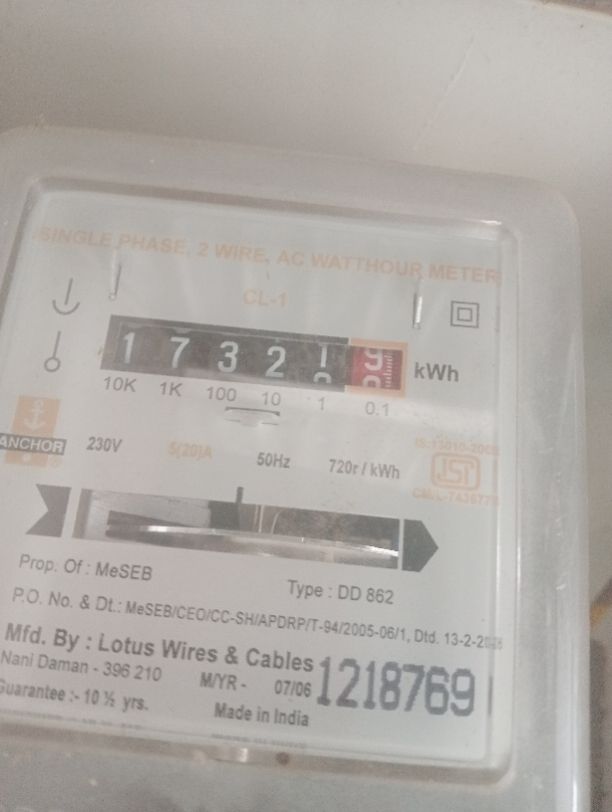 SINGLE PHASE, 2 WIRE, AC WATTHOUR METER
CL-1
1 7 3 2 1 9 kWh
10K 1K 100 10 1 0.1
ANCHOR 230V 5(20)A 50Hz 720r / kWh
ISI
Prop. Of : MeSEB
Type : DD 862
P.O. No. & Dt.: MeSEB/CEO/CC-SH/APDRP/T-94/2005-06/1, Dtd.
Mfd. By : Lotus Wires & Cables
Nani Daman - 396 210 M/YR - 07/06
1218769
Guarantee :- 10 ½ yrs. Made in India